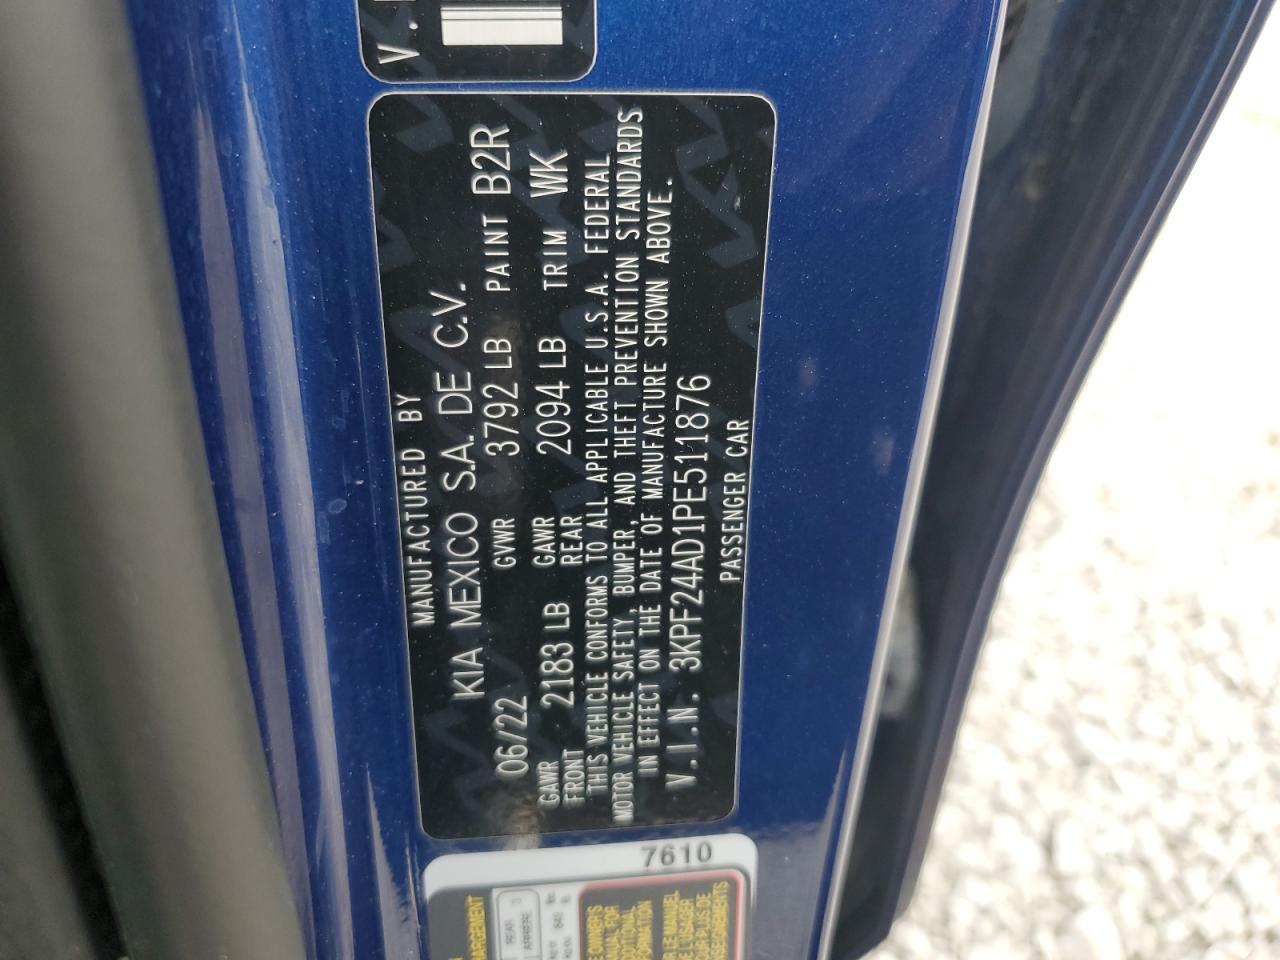 MANUFACTURED BY
KIA MEXICO S.A. DE C.V.
06/22 GVWR 3792 LB PAINT B2R
GAWR FRONT 2183 LB GAWR REAR 2094 LB TRIM WK
THIS VEHICLE CONFORMS TO ALL APPLICABLE U.S.A. FEDERAL
MOTOR VEHICLE SAFETY, BUMPER, AND THEFT PREVENTION STANDARDS
IN EFFECT ON THE DATE OF MANUFACTURE SHOWN ABOVE.
V.I.N. 3KPF24AD1PE511876
PASSENGER CAR
7610
REAR